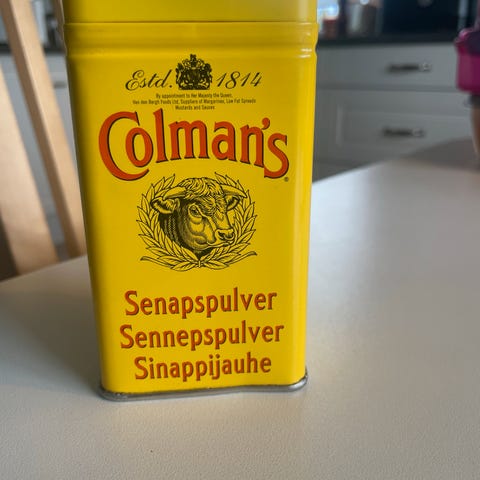 Estd. 1814
By appointment to Her Majesty the Queen,
Van den Bergh Foods Ltd, Suppliers of Margarines, Low Fat Spreads
Mustards and Sauces
Colman's®
Senapspulver
Sennepspulver
Sinappijauhe